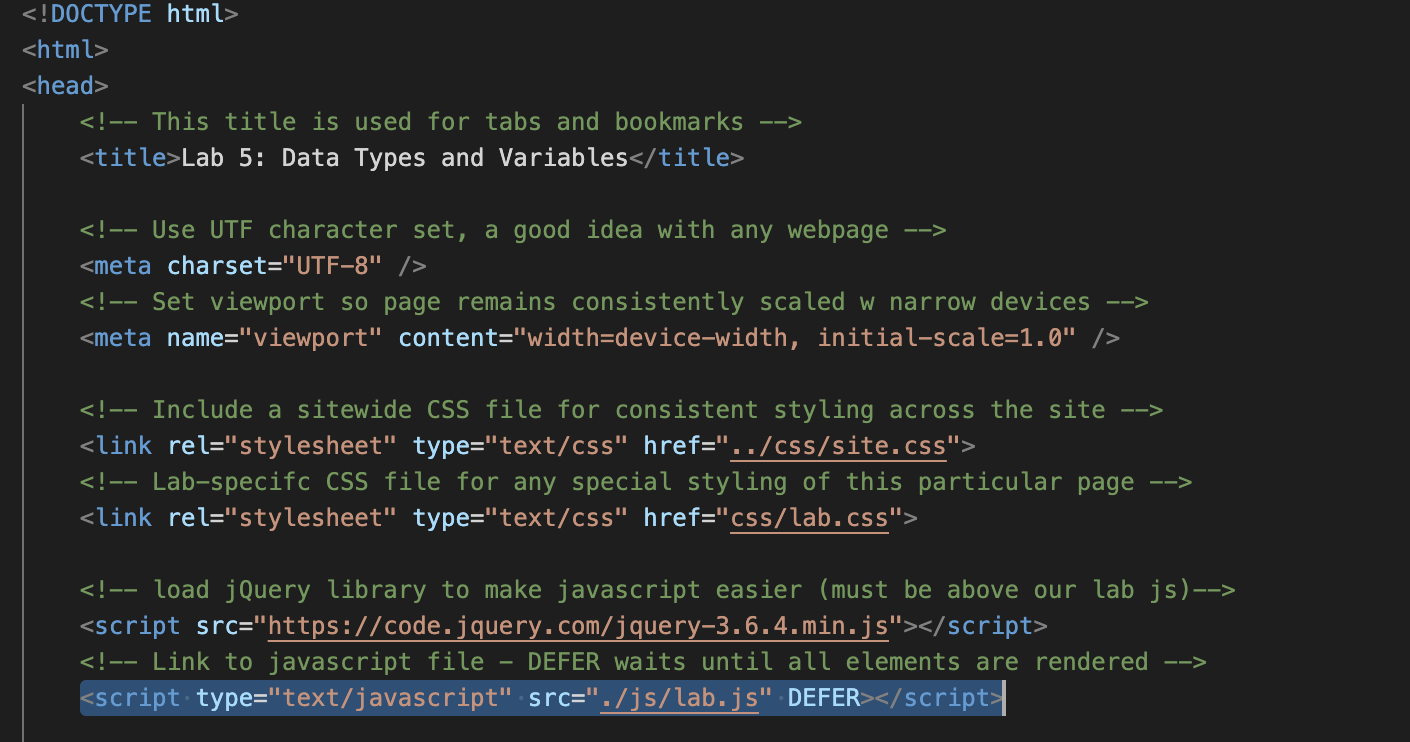 <!DOCTYPE html>
<html>
<head>
<!-- This title is used for tabs and bookmarks -->
<title>Lab 5: Data Types and Variables</title>
<!-- Use UTF character set, a good idea with any webpage -->
<meta charset="UTF-8" />
<!-- Set viewport so page remains consistently scaled w narrow devices -->
<meta name="viewport" content="width=device-width, initial-scale=1.0" />
<!-- Include a sitewide CSS file for consistent styling across the site -->
<link rel="stylesheet" type="text/css" href="../css/site.css">
<!-- Lab-specifc CSS file for any special styling of this particular page -->
<link rel="stylesheet" type="text/css" href="css/lab.css">
<!-- load jQuery library to make javascript easier (must be above our lab js)-->
<script src="https://code.jquery.com/jquery-3.6.4.min.js"></script>
<!-- Link to javascript file - DEFER waits until all elements are rendered -->
<script type="text/javascript" src="./js/lab.js" DEFER></script>